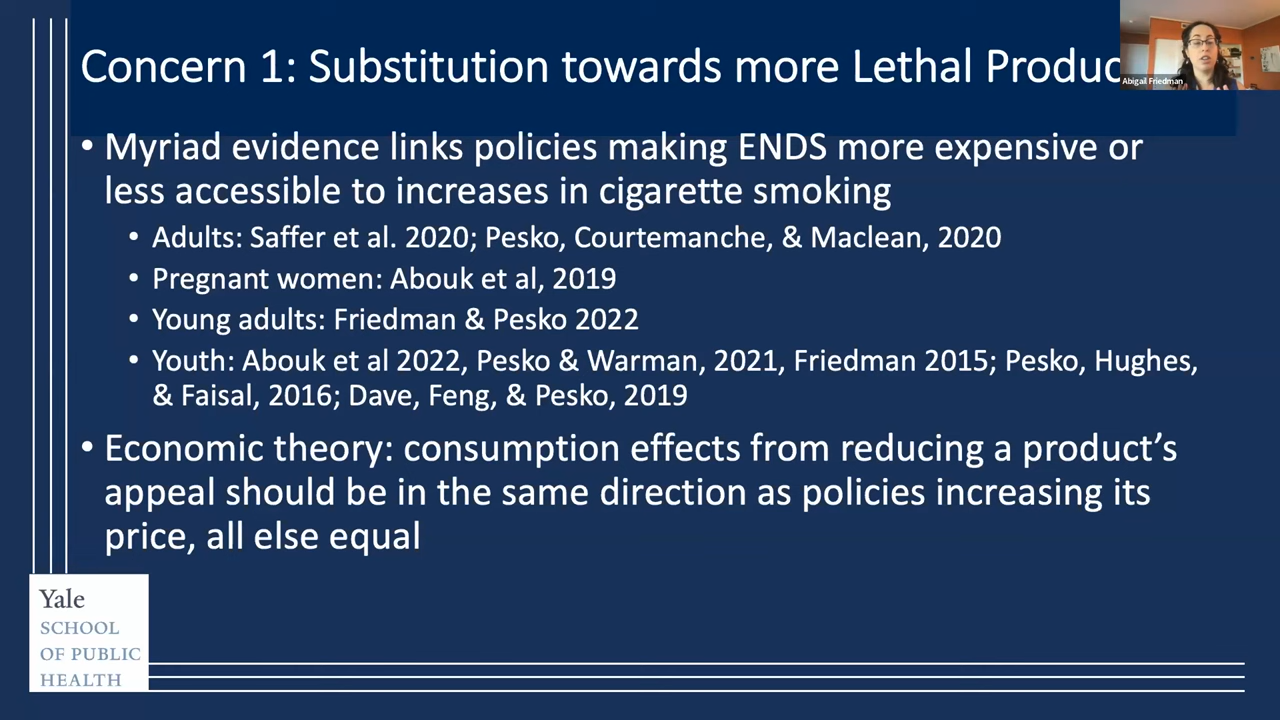 Concern 1: Substitution towards more Lethal Produc
Abigail Friedman
• Myriad evidence links policies making ENDS more expensive or
less accessible to increases in cigarette smoking
• Adults: Saffer et al. 2020; Pesko, Courtemanche, & Maclean, 2020
• Pregnant women: Abouk et al, 2019
• Young adults: Friedman & Pesko 2022
• Youth: Abouk et al 2022, Pesko & Warman, 2021, Friedman 2015; Pesko, Hughes,
& Faisal, 2016; Dave, Feng, & Pesko, 2019
• Economic theory: consumption effects from reducing a product’s
appeal should be in the same direction as policies increasing its
price, all else equal
Yale
SCHOOL
OF PUBLIC
HEALTH